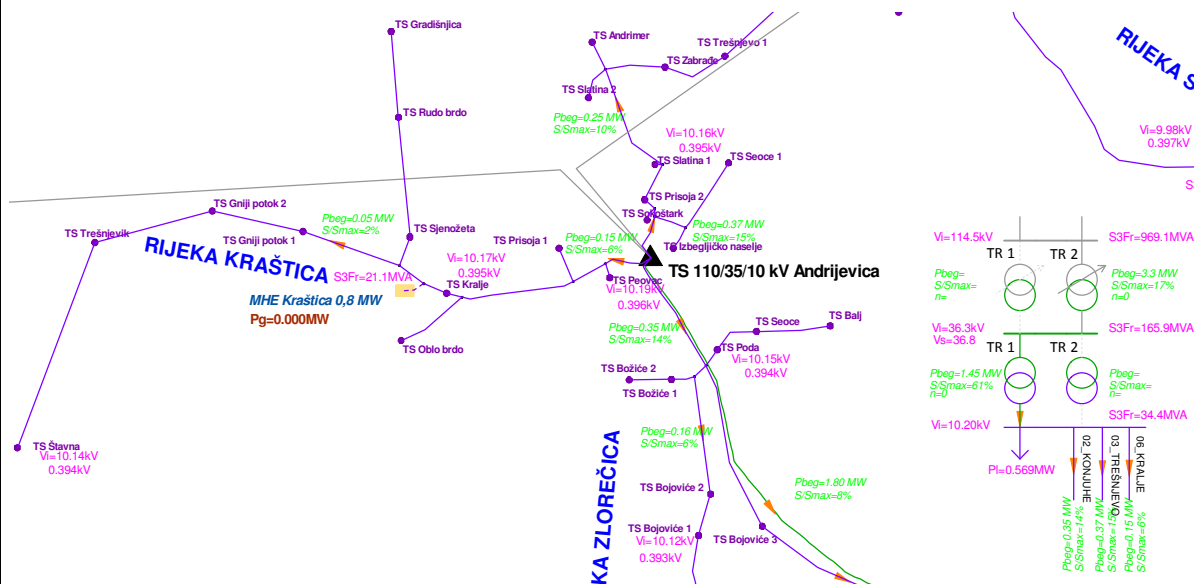 TS Gradišnjica
TS Andrimer
TS Trešnjevo 1
TS Zabrađe
TS Slatina 2
TS Rudo brdo
Pbeg=0.25 MW
S/Smax=10%
Vi=10.16kV
0.395kV
TS Slatina 1
TS Seoce 1
RIJEKA S
Vi=9.98kV
0.397kV
S3
TS Prisoja 2
TS Sokoštark
Pbeg=0.37 MW
S/Smax=15%
TS Izbegljičko naselje
TS 110/35/10 kV Andrijevica
TS Gniji potok 2
TS Trešnjevik
TS Gniji potok 1
Pbeg=0.05 MW
S/Smax=2%
TS Sjenožeta
RIJEKA KRAŠTICA
S3Fr=21.1MVA
Vi=10.17kV
0.395kV
TS Kralje
TS Prisoja 1
Pbeg=0.15 MW
S/Smax=6%
TS Peovac
Vi=10.19kV
0.396kV
MHE Kraštica 0,8 MW
Pg=0.000MW
TS Oblo brdo
Pbeg=0.35 MW
S/Smax=14%
TS Seoce
TS Balj
TS Poda
Vi=10.15kV
0.394kV
TS Božiće 2
TS Božiće 1
TS Štavna
Vi=10.14kV
0.394kV
Pbeg=0.16 MW
S/Smax=6%
KA ZLOREČICA
TS Bojoviće 2
Pbeg=1.80 MW
S/Smax=8%
TS Bojoviće 1
Vi=10.12kV
0.393kV
TS Bojoviće 3
Vi=114.5kV
S3Fr=969.1MVA
TR 1
TR 2
Pbeg=
S/Smax=
n=
Pbeg=3.3 MW
S/Smax=17%
n=0
Vi=36.3kV
Vs=36.8
S3Fr=165.9MVA
TR 1
TR 2
Pbeg=1.45 MW
S/Smax=61%
n=0
Pbeg=
S/Smax=
n=
S3Fr=34.4MVA
Vi=10.20kV
Pl=0.569MW
02_KONJUHE
03_TREŠNJEVO
06_KRALJE
Pbeg=0.35 MW
S/Smax=14%
Pbeg=0.37 MW
S/Smax=15%
Pbeg=0.15 MW
S/Smax=6%